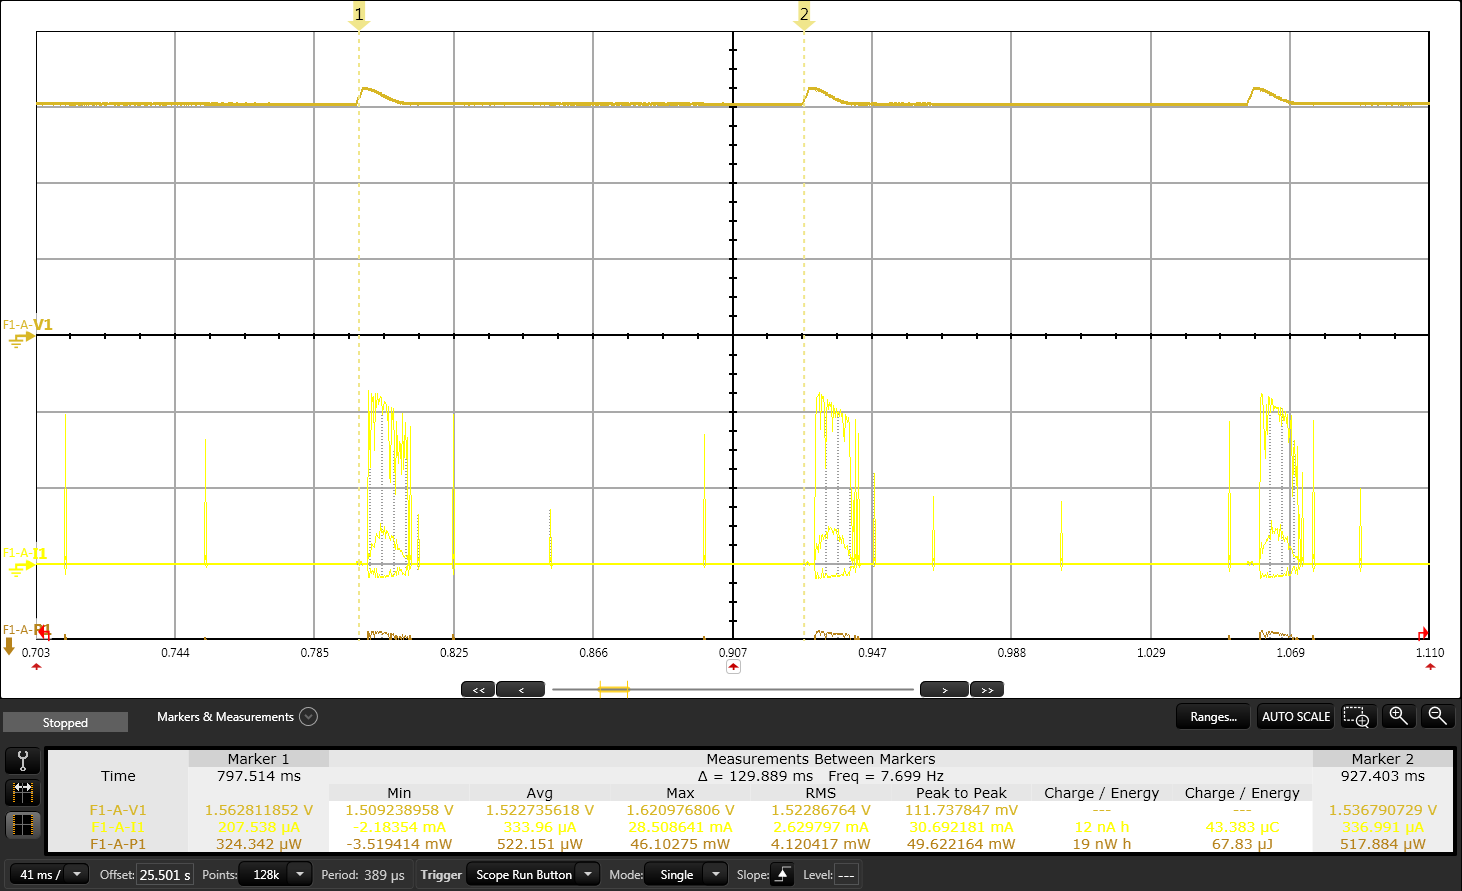 1 2
F1-A-V1
F1-A-I1
F1-A-P1
0.703 0.744 0.785 0.825 0.866 0.907 0.947 0.988 1.029 1.069 1.110
<< < > >>
Stopped Markers & Measurements Ranges... AUTO SCALE
Marker 1 Measurements Between Markers Marker 2
Time 797.514 ms Δ = 129.889 ms Freq = 7.699 Hz 927.403 ms
Min Avg Max RMS Peak to Peak Charge / Energy Charge / Energy
F1-A-V1 1.562811852 V 1.509238958 V 1.522735618 V 1.620976806 V 1.52286764 V 111.737847 mV --- --- 1.536790729 V
F1-A-I1 207.538 µA -2.18354 mA 333.96 µA 28.508641 mA 2.629797 mA 30.692181 mA 12 nA h 43.383 µC 336.991 µA
F1-A-P1 324.342 µW -3.519414 mW 522.151 µW 46.10275 mW 4.120417 mW 49.622164 mW 19 nW h 67.83 µJ 517.884 µW
41 ms / Offset: 25.501 s Points: 128k Period: 389 µs Trigger Scope Run Button Mode: Single Slope: Level: ---